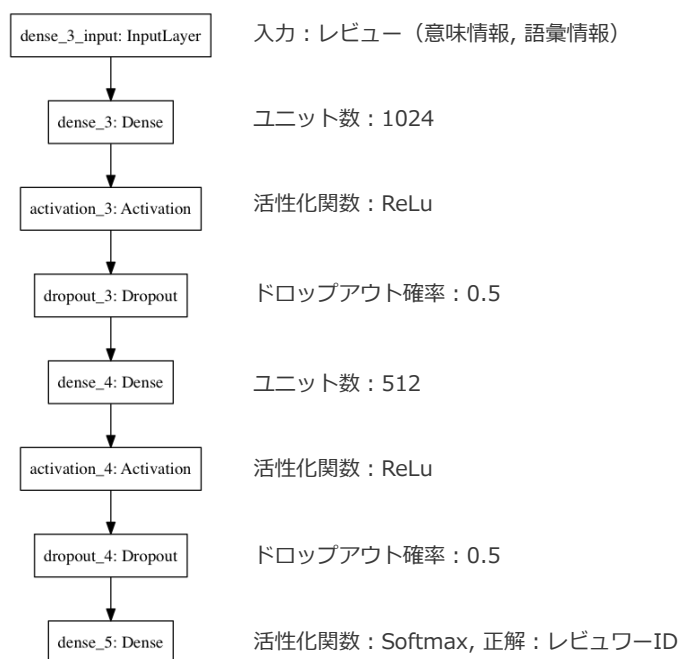 dense_3_input: InputLayer 入力：レビュー（意味情報, 語彙情報）
dense_3: Dense ユニット数：1024
activation_3: Activation 活性化関数：ReLu
dropout_3: Dropout ドロップアウト確率：0.5
dense_4: Dense ユニット数：512
activation_4: Activation 活性化関数：ReLu
dropout_4: Dropout ドロップアウト確率：0.5
dense_5: Dense 活性化関数：Softmax, 正解：レビュワーID